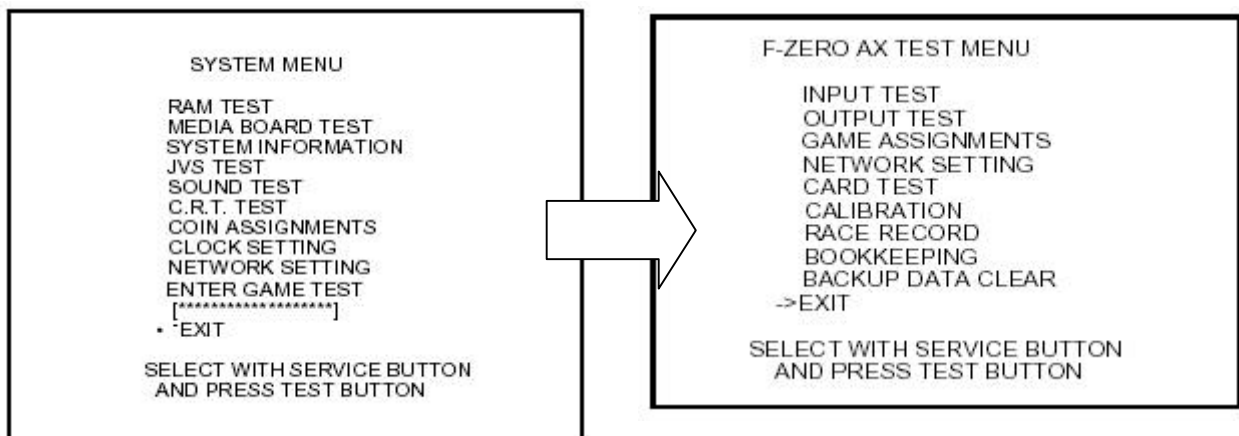 SYSTEM MENU
RAM TEST
MEDIA BOARD TEST
SYSTEM INFORMATION
JVS TEST
SOUND TEST
C.R.T. TEST
COIN ASSIGNMENTS
CLOCK SETTING
NETWORK SETTING
ENTER GAME TEST
[*******************]
• -EXIT
SELECT WITH SERVICE BUTTON
AND PRESS TEST BUTTON
F-ZERO AX TEST MENU
INPUT TEST
OUTPUT TEST
GAME ASSIGNMENTS
NETWORK SETTING
CARD TEST
CALIBRATION
RACE RECORD
BOOKKEEPING
BACKUP DATA CLEAR
->EXIT
SELECT WITH SERVICE BUTTON
AND PRESS TEST BUTTON